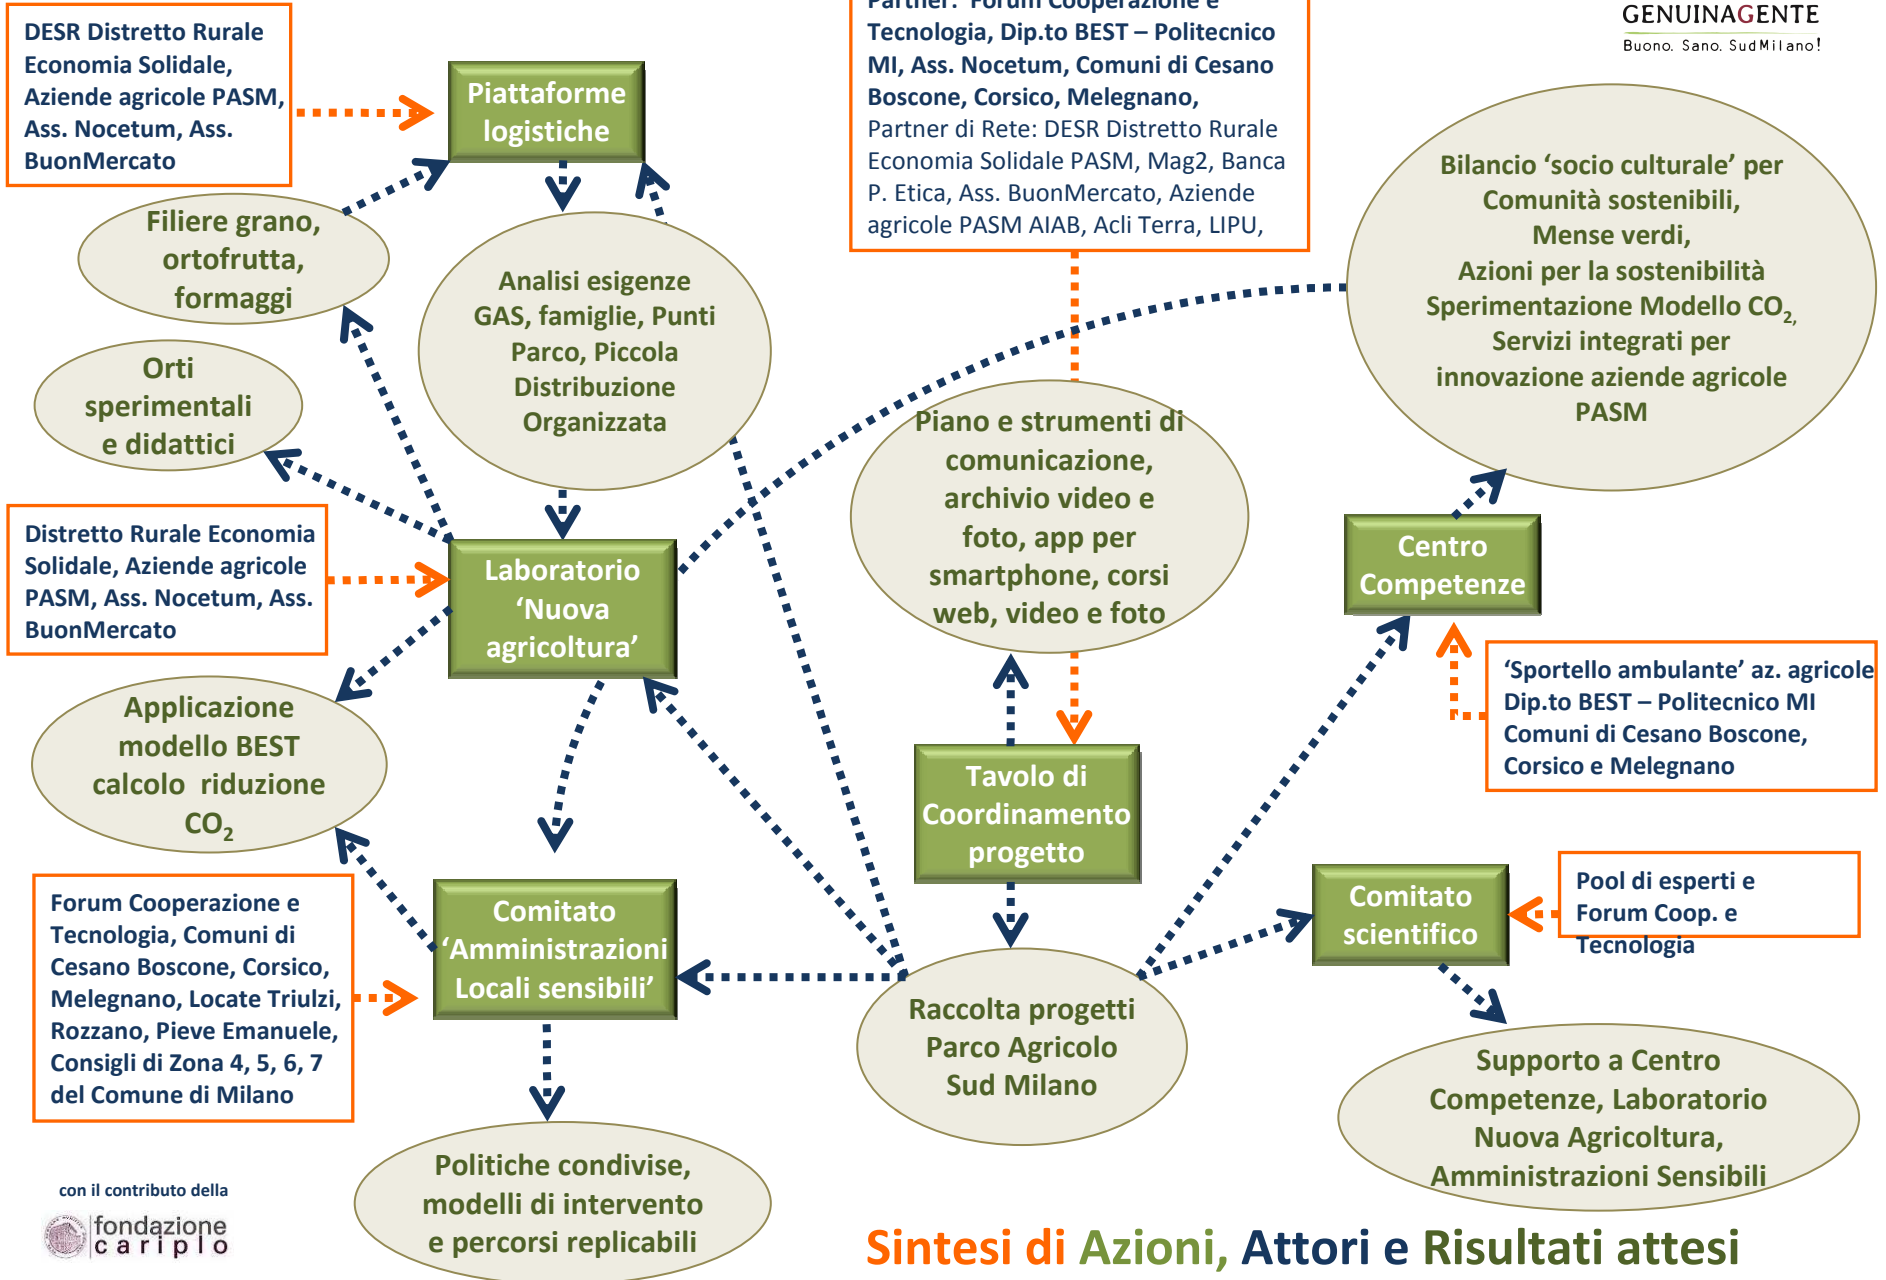 DESR Distretto Rurale
Economia Solidale,
Aziende agricole PASM,
Ass. Nocetum, Ass.
BuonMercato
Piattaforme
logistiche
Partner: Forum Cooperazione e
Tecnologia, Dip.to BEST – Politecnico
MI, Ass. Nocetum, Comuni di Cesano
Boscone, Corsico, Melegnano,
Partner di Rete: DESR Distretto Rurale
Economia Solidale PASM, Mag2, Banca
P. Etica, Ass. BuonMercato, Aziende
agricole PASM AIAB, Acli Terra, LIPU,
GENUINAGENTE
Buono. Sano. SudMilano!
Filiere grano,
ortofrutta,
formaggi
Analisi esigenze
GAS, famiglie, Punti
Parco, Piccola
Distribuzione
Organizzata
Bilancio ‘socio culturale’ per
Comunità sostenibili,
Mense verdi,
Azioni per la sostenibilità
Sperimentazione Modello CO2,
Servizi integrati per
innovazione aziende agricole
PASM
Orti
sperimentali
e didattici
Piano e strumenti di
comunicazione,
archivio video e
foto, app per
smartphone, corsi
web, video e foto
Distretto Rurale Economia
Solidale, Aziende agricole
PASM, Ass. Nocetum, Ass.
BuonMercato
Laboratorio
‘Nuova
agricoltura’
Centro
Competenze
‘Sportello ambulante’ az. agricole
Dip.to BEST – Politecnico MI
Comuni di Cesano Boscone,
Corsico e Melegnano
Applicazione
modello BEST
calcolo riduzione
CO2
Tavolo di
Coordinamento
progetto
Forum Cooperazione e
Tecnologia, Comuni di
Cesano Boscone, Corsico,
Melegnano, Locate Triulzi,
Rozzano, Pieve Emanuele,
Consigli di Zona 4, 5, 6, 7
del Comune di Milano
Comitato
‘Amministrazioni
Locali sensibili’
Comitato
scientifico
Pool di esperti e
Forum Coop. e
Tecnologia
Raccolta progetti
Parco Agricolo
Sud Milano
Supporto a Centro
Competenze, Laboratorio
Nuova Agricoltura,
Amministrazioni Sensibili
Politiche condivise,
modelli di intervento
e percorsi replicabili
con il contributo della
fondazione
cariplo
Sintesi di Azioni, Attori e Risultati attesi